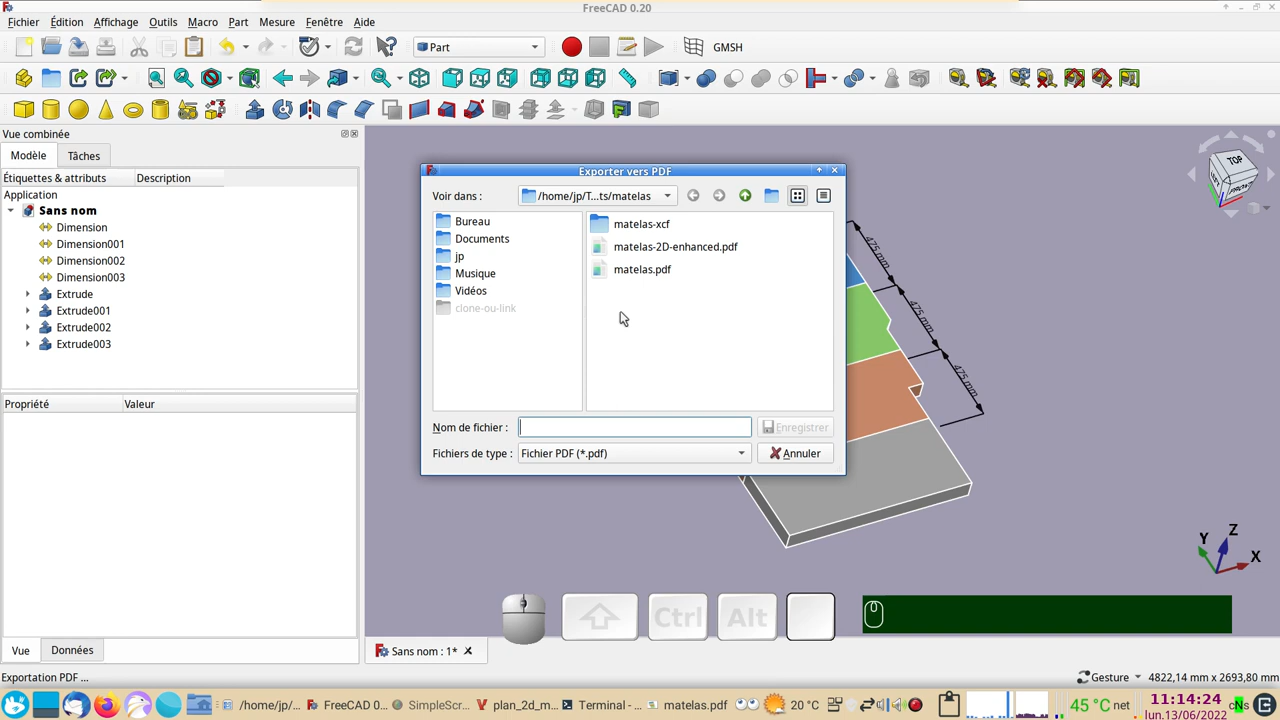 FreeCAD 0.20
Fichier Édition Affichage Outils Macro Part Mesure Fenêtre Aide
Part
GMSH
Vue combinée
Modèle Tâches
Étiquettes & attributs Description
Application
Sans nom
Dimension
Dimension001
Dimension002
Dimension003
Extrude
Extrude001
Extrude002
Extrude003
Propriété Valeur
Vue Données
Exporter vers PDF
Voir dans : /home/jp/T...ts/matelas
Bureau
Documents
jp
Musique
Vidéos
clone-ou-link
matelas-xcf
matelas-2D-enhanced.pdf
matelas.pdf
Nom de fichier : Enregistrer
Fichiers de type : Fichier PDF (*.pdf) Annuler
475 mm
475 mm
475 mm
TOP
FRONT
RIGHT
Z
Y
X
Ctrl Alt
Sans nom : 1*
Exportation PDF ... Gesture 4822,14 mm x 2693,80 mm
/home/jp/... FreeCAD 0... SimpleScr... plan_2d_m... Terminal - ... matelas.pdf 20 °C 45 °C net 11:14:24 cNs
lun.13/06/2022